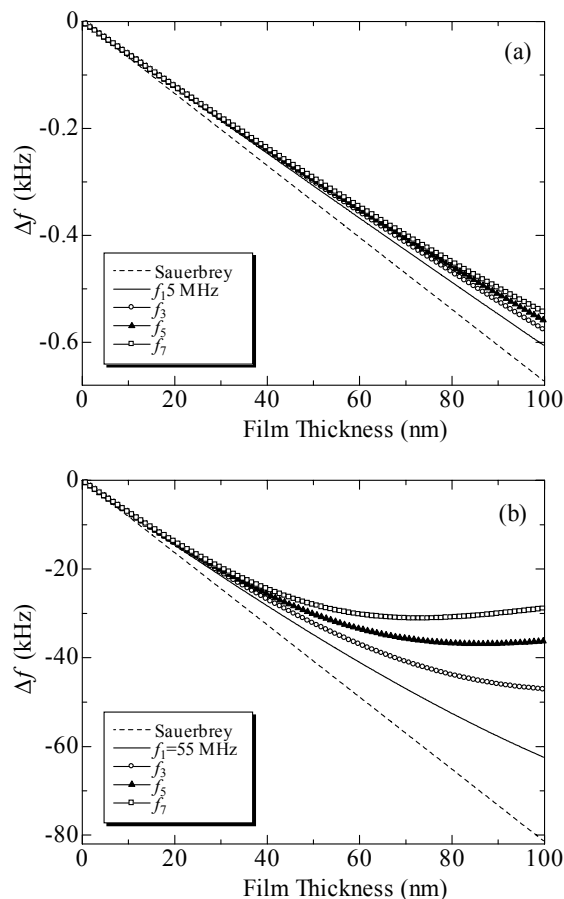 0
(a)
-0.2
Δf (kHz)
-0.4
Sauerbrey
f₁5 MHz
f₃
f₅
f₇
-0.6
0 20 40 60 80 100
Film Thickness (nm)
0
(b)
-20
Δf (kHz)
-40
Sauerbrey
f₁=55 MHz
f₃
f₅
f₇
-60
-80
0 20 40 60 80 100
Film Thickness (nm)